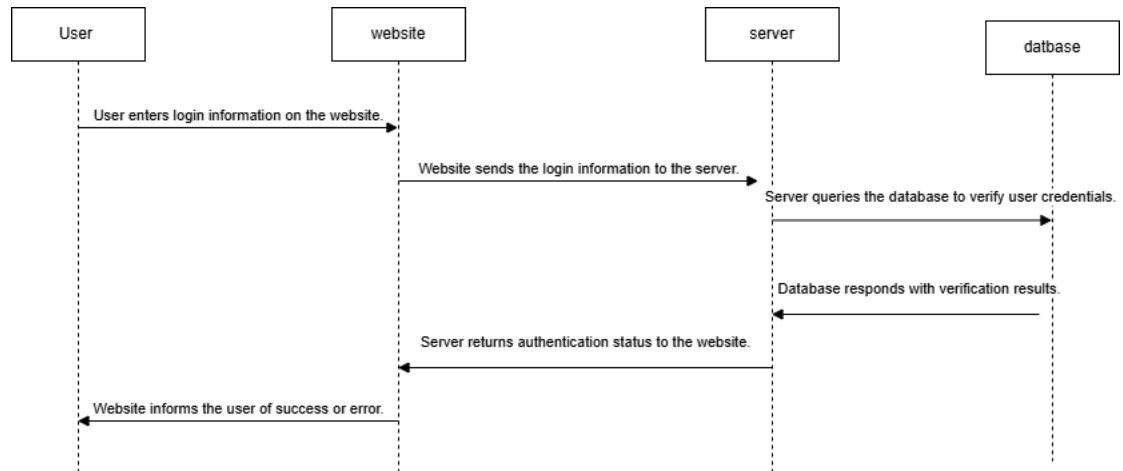 User
website
server
datbase
User enters login information on the website.
Website sends the login information to the server.
Server queries the database to verify user credentials.
Database responds with verification results.
Server returns authentication status to the website.
Website informs the user of success or error.